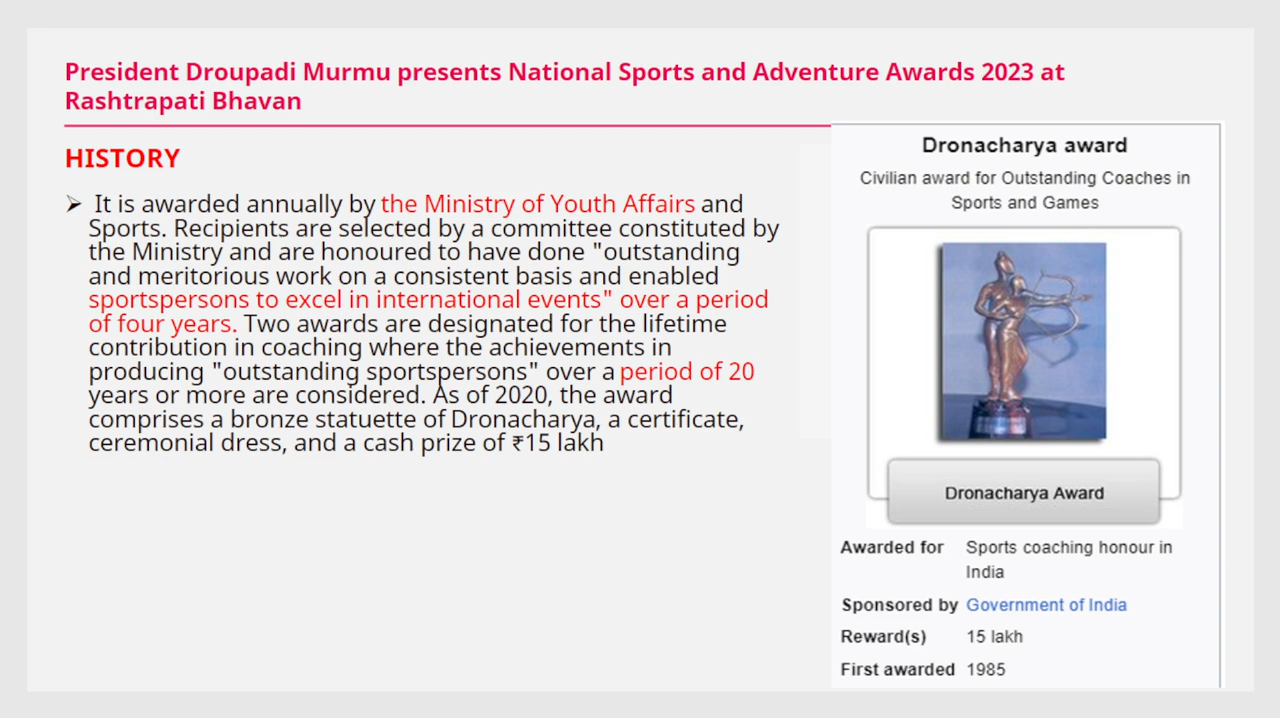 President Droupadi Murmu presents National Sports and Adventure Awards 2023 at
Rashtrapati Bhavan
HISTORY
➢ It is awarded annually by the Ministry of Youth Affairs and
Sports. Recipients are selected by a committee constituted by
the Ministry and are honoured to have done "outstanding
and meritorious work on a consistent basis and enabled
sportspersons to excel in international events" over a period
of four years. Two awards are designated for the lifetime
contribution in coaching where the achievements in
producing "outstanding sportspersons" over a period of 20
years or more are considered. As of 2020, the award
comprises a bronze statuette of Dronacharya, a certificate,
ceremonial dress, and a cash prize of ₹15 lakh
Dronacharya award
Civilian award for Outstanding Coaches in
Sports and Games
Dronacharya Award
Awarded for Sports coaching honour in
India
Sponsored by Government of India
Reward(s) 15 lakh
First awarded 1985